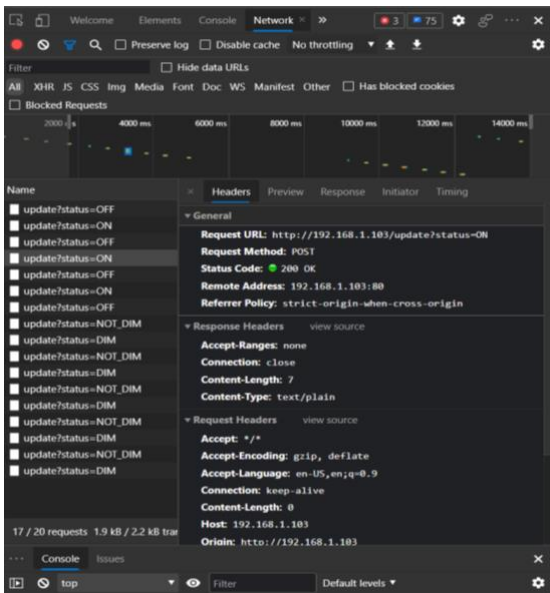 Welcome Elements Console Network × » 3 75 ··· ×
Preserve log Disable cache No throttling ▼
Filter Hide data URLs
All XHR JS CSS Img Media Font Doc WS Manifest Other Has blocked cookies
Blocked Requests
2000 s 4000 ms 6000 ms 8000 ms 10000 ms 12000 ms 14000 ms
Name
update?status=OFF
update?status=ON
update?status=OFF
update?status=ON
update?status=OFF
update?status=ON
update?status=OFF
update?status=NOT_DIM
update?status=DIM
update?status=NOT_DIM
update?status=DIM
update?status=NOT_DIM
update?status=DIM
update?status=NOT_DIM
update?status=DIM
update?status=NOT_DIM
update?status=DIM
17 / 20 requests 1.9 kB / 2.2 kB tran
× Headers Preview Response Initiator Timing
▼ General
Request URL: http://192.168.1.103/update?status=ON
Request Method: POST
Status Code: 200 OK
Remote Address: 192.168.1.103:80
Referrer Policy: strict-origin-when-cross-origin
▼ Response Headers view source
Accept-Ranges: none
Connection: close
Content-Length: 7
Content-Type: text/plain
▼ Request Headers view source
Accept: */*
Accept-Encoding: gzip, deflate
Accept-Language: en-US,en;q=0.9
Connection: keep-alive
Content-Length: 0
Host: 192.168.1.103
Origin: http://192.168.1.103
··· Console Issues ×
top ▼ Filter Default levels ▼